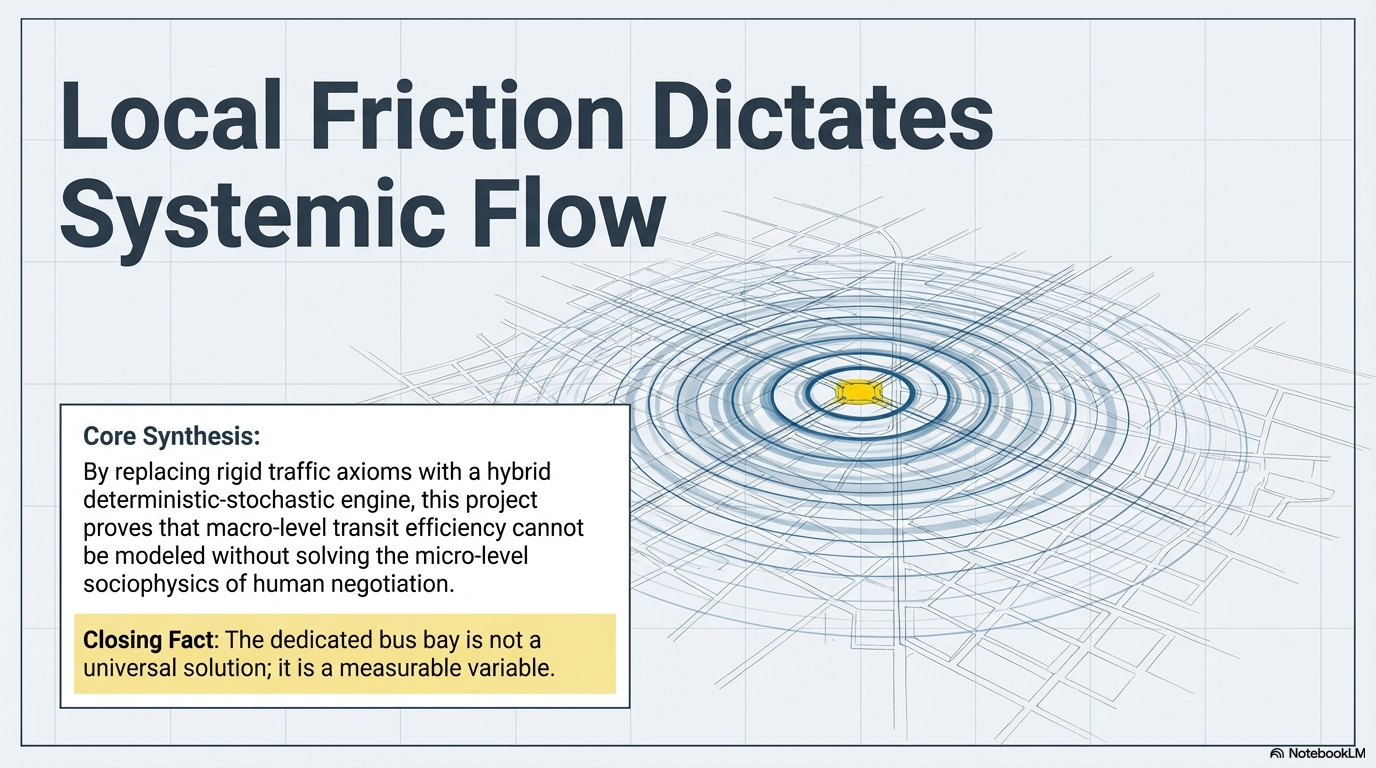 Local Friction Dictates
Systemic Flow
Core Synthesis:
By replacing rigid traffic axioms with a hybrid
deterministic-stochastic engine, this project
proves that macro-level transit efficiency cannot
be modeled without solving the micro-level
sociophysics of human negotiation.
Closing Fact: The dedicated bus bay is not a
universal solution; it is a measurable variable.
NotebookLM